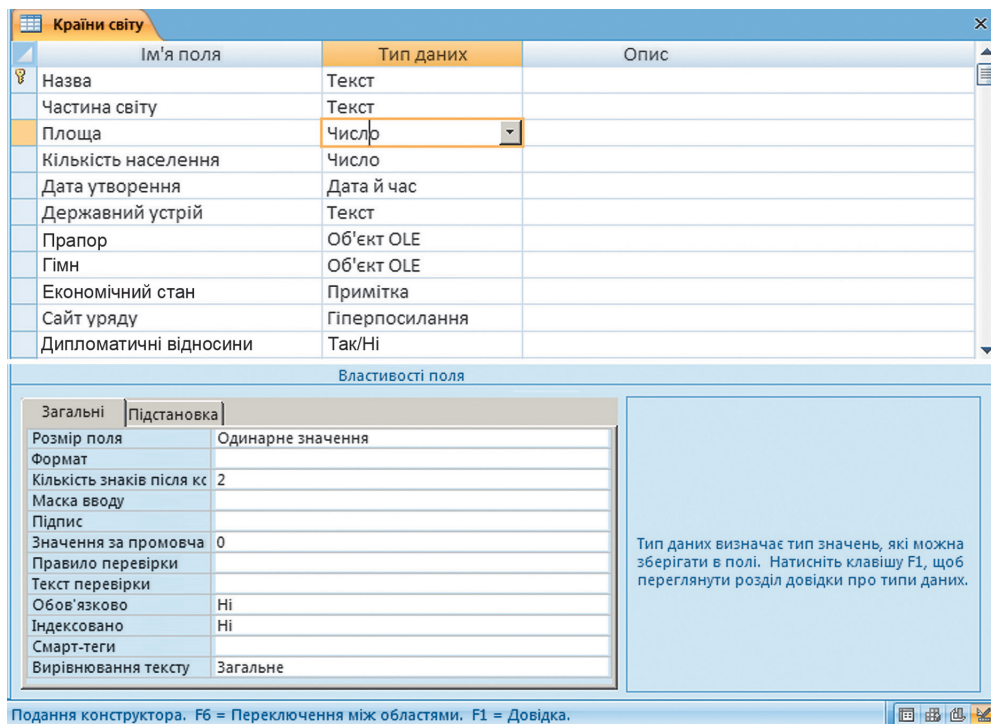 Країни світу
Ім'я поля Тип даних Опис
Назва Текст
Частина світу Текст
Площа Число
Кількість населення Число
Дата утворення Дата й час
Державний устрій Текст
Прапор Об'єкт OLE
Гімн Об'єкт OLE
Економічний стан Примітка
Сайт уряду Гіперпосилання
Дипломатичні відносини Так/Ні
Властивості поля
Загальні Підстановка
Розмір поля Одинарне значення
Формат
Кількість знаків після кс 2
Маска вводу
Підпис
Значення за промовча 0
Правило перевірки
Текст перевірки
Обов'язково Ні
Індексовано Ні
Смарт-теги
Вирівнювання тексту Загальне
Тип даних визначає тип значень, які можна
зберігати в полі. Натисніть клавішу F1, щоб
переглянути розділ довідки про типи даних.
Подання конструктора. F6 = Переключення між областями. F1 = Довідка.